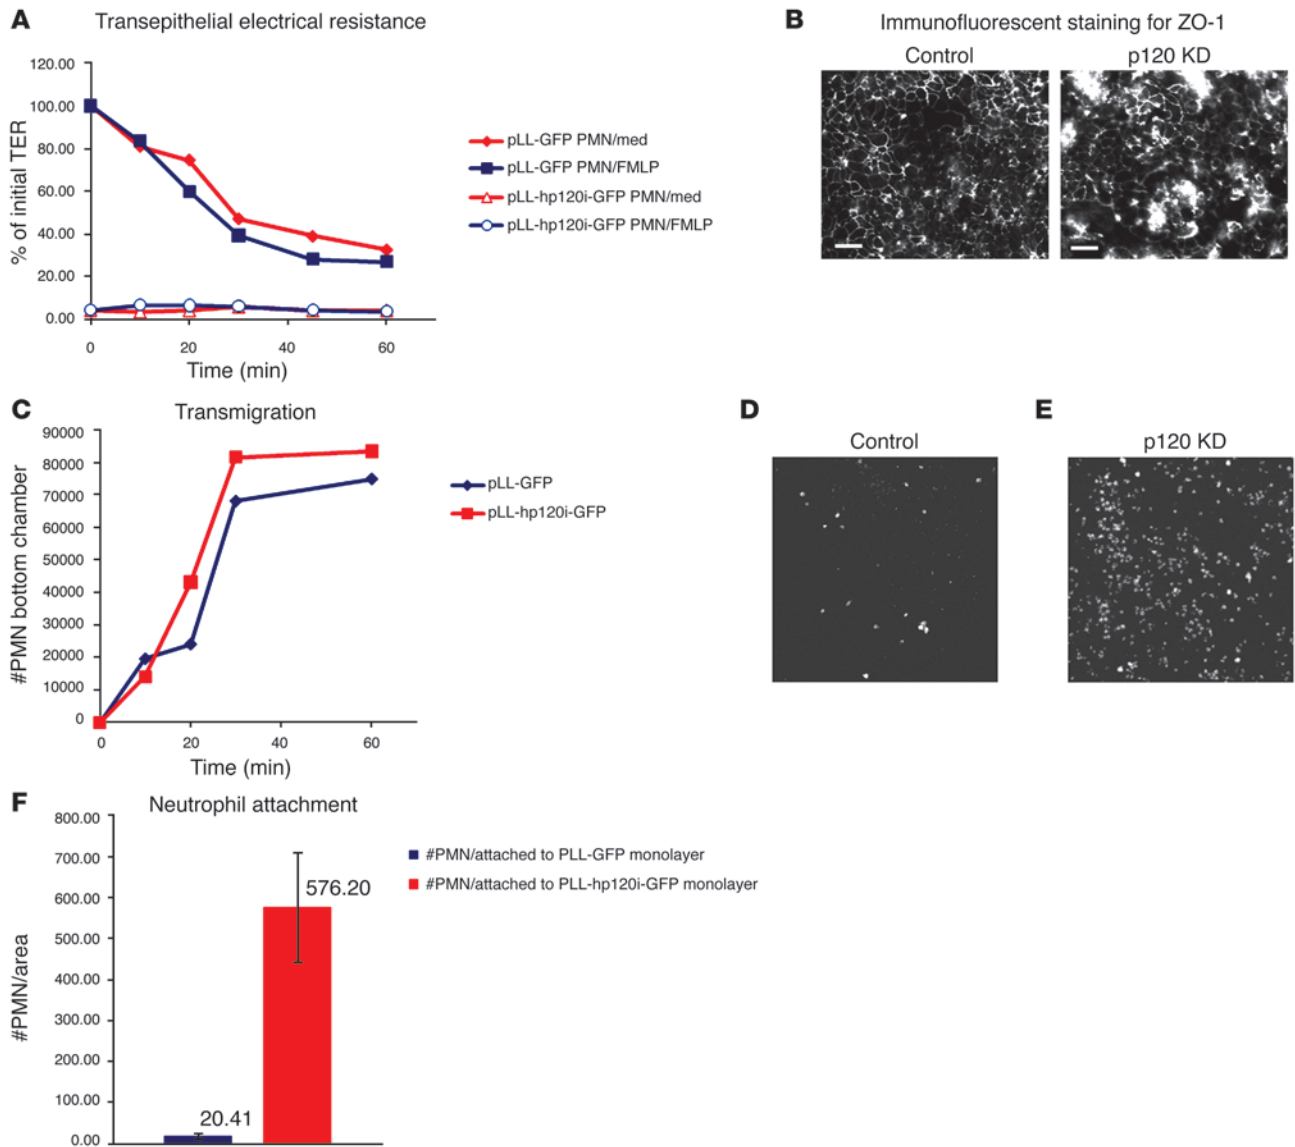 A
Transepithelial electrical resistance
120.00
100.00
80.00
60.00
40.00
20.00
0.00
% of initial TER
0 20 40 60
Time (min)
pLL-GFP PMN/med
pLL-GFP PMN/FMLP
pLL-hp120i-GFP PMN/med
pLL-hp120i-GFP PMN/FMLP
B
Immunofluorescent staining for ZO-1
Control p120 KD
C
Transmigration
90000
80000
70000
60000
50000
40000
30000
20000
10000
0
#PMN bottom chamber
0 20 40 60
Time (min)
pLL-GFP
pLL-hp120i-GFP
D
Control
E
p120 KD
F
Neutrophil attachment
800.00
700.00
600.00
500.00
400.00
300.00
200.00
100.00
0.00
#PMN/area
20.41
576.20
#PMN/attached to PLL-GFP monolayer
#PMN/attached to PLL-hp120i-GFP monolayer